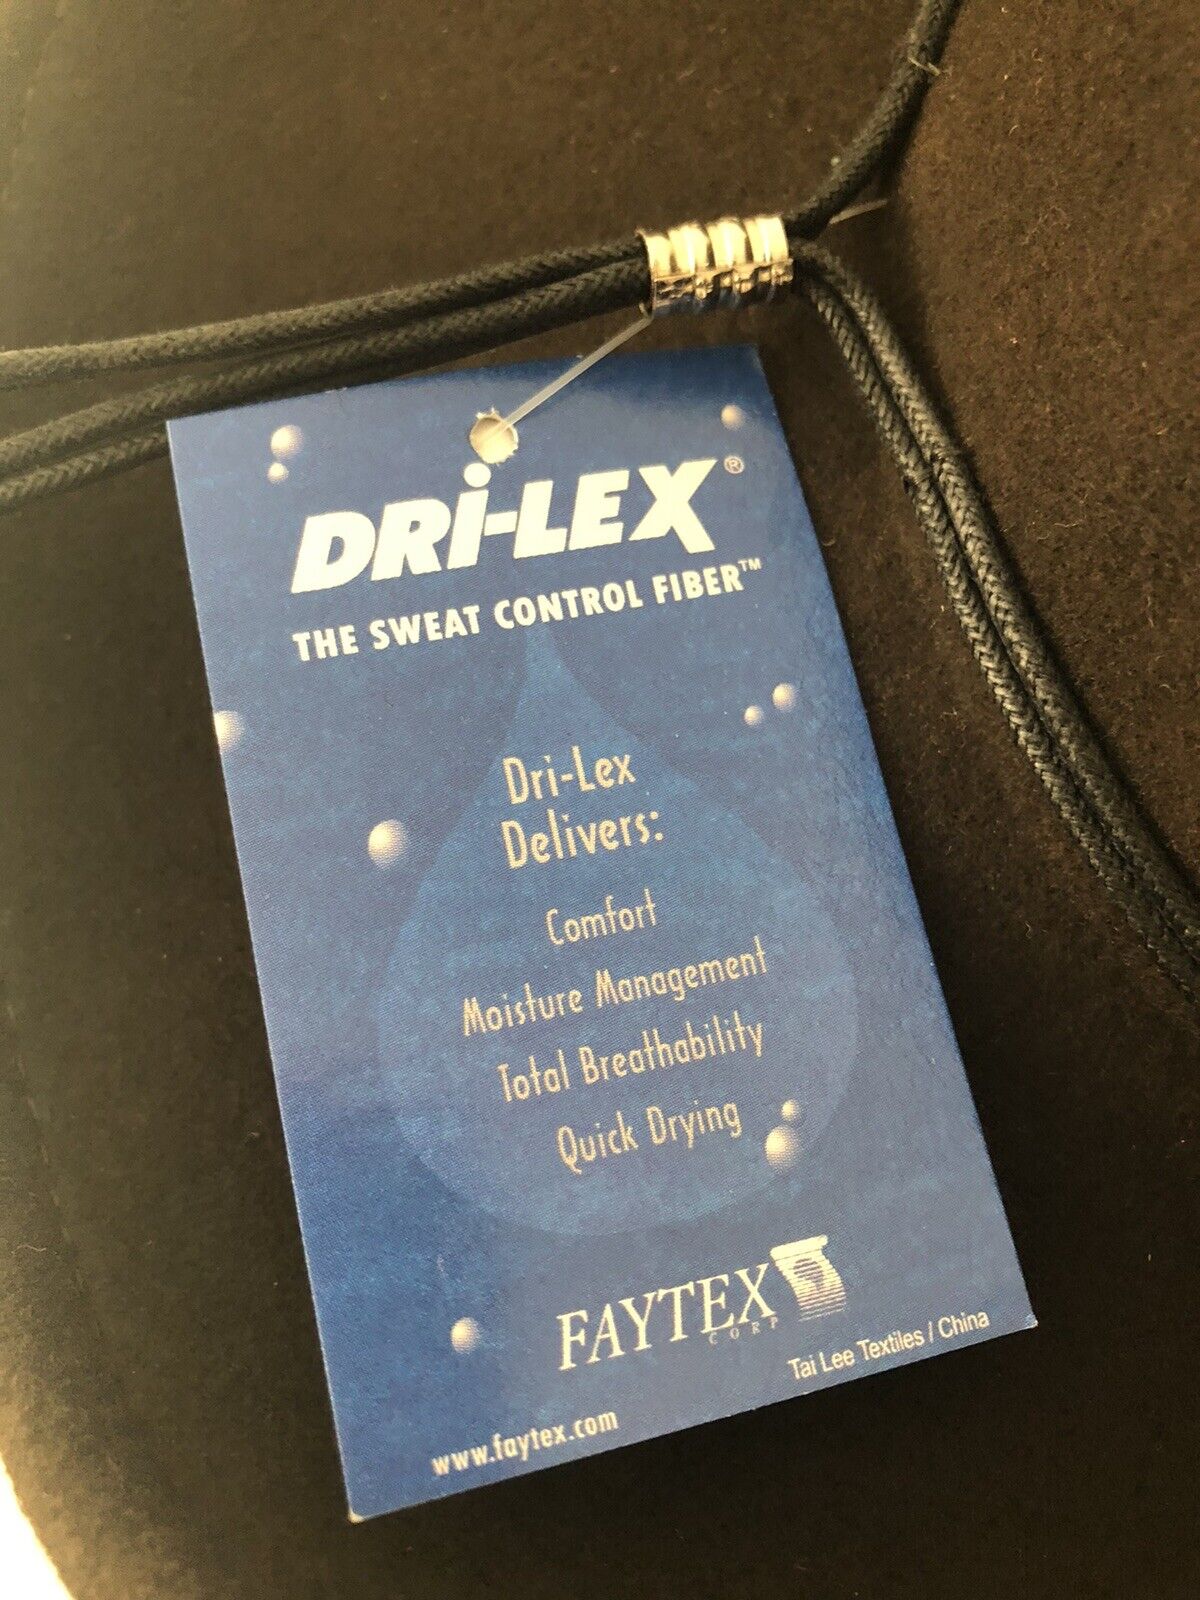 DRi-LEX®
THE SWEAT CONTROL FIBER™
Dri-Lex
Delivers:
Comfort
Moisture Management
Total Breathability
Quick Drying
FAYTEX
CORP
Tai Lee Textiles / China
www.faytex.com